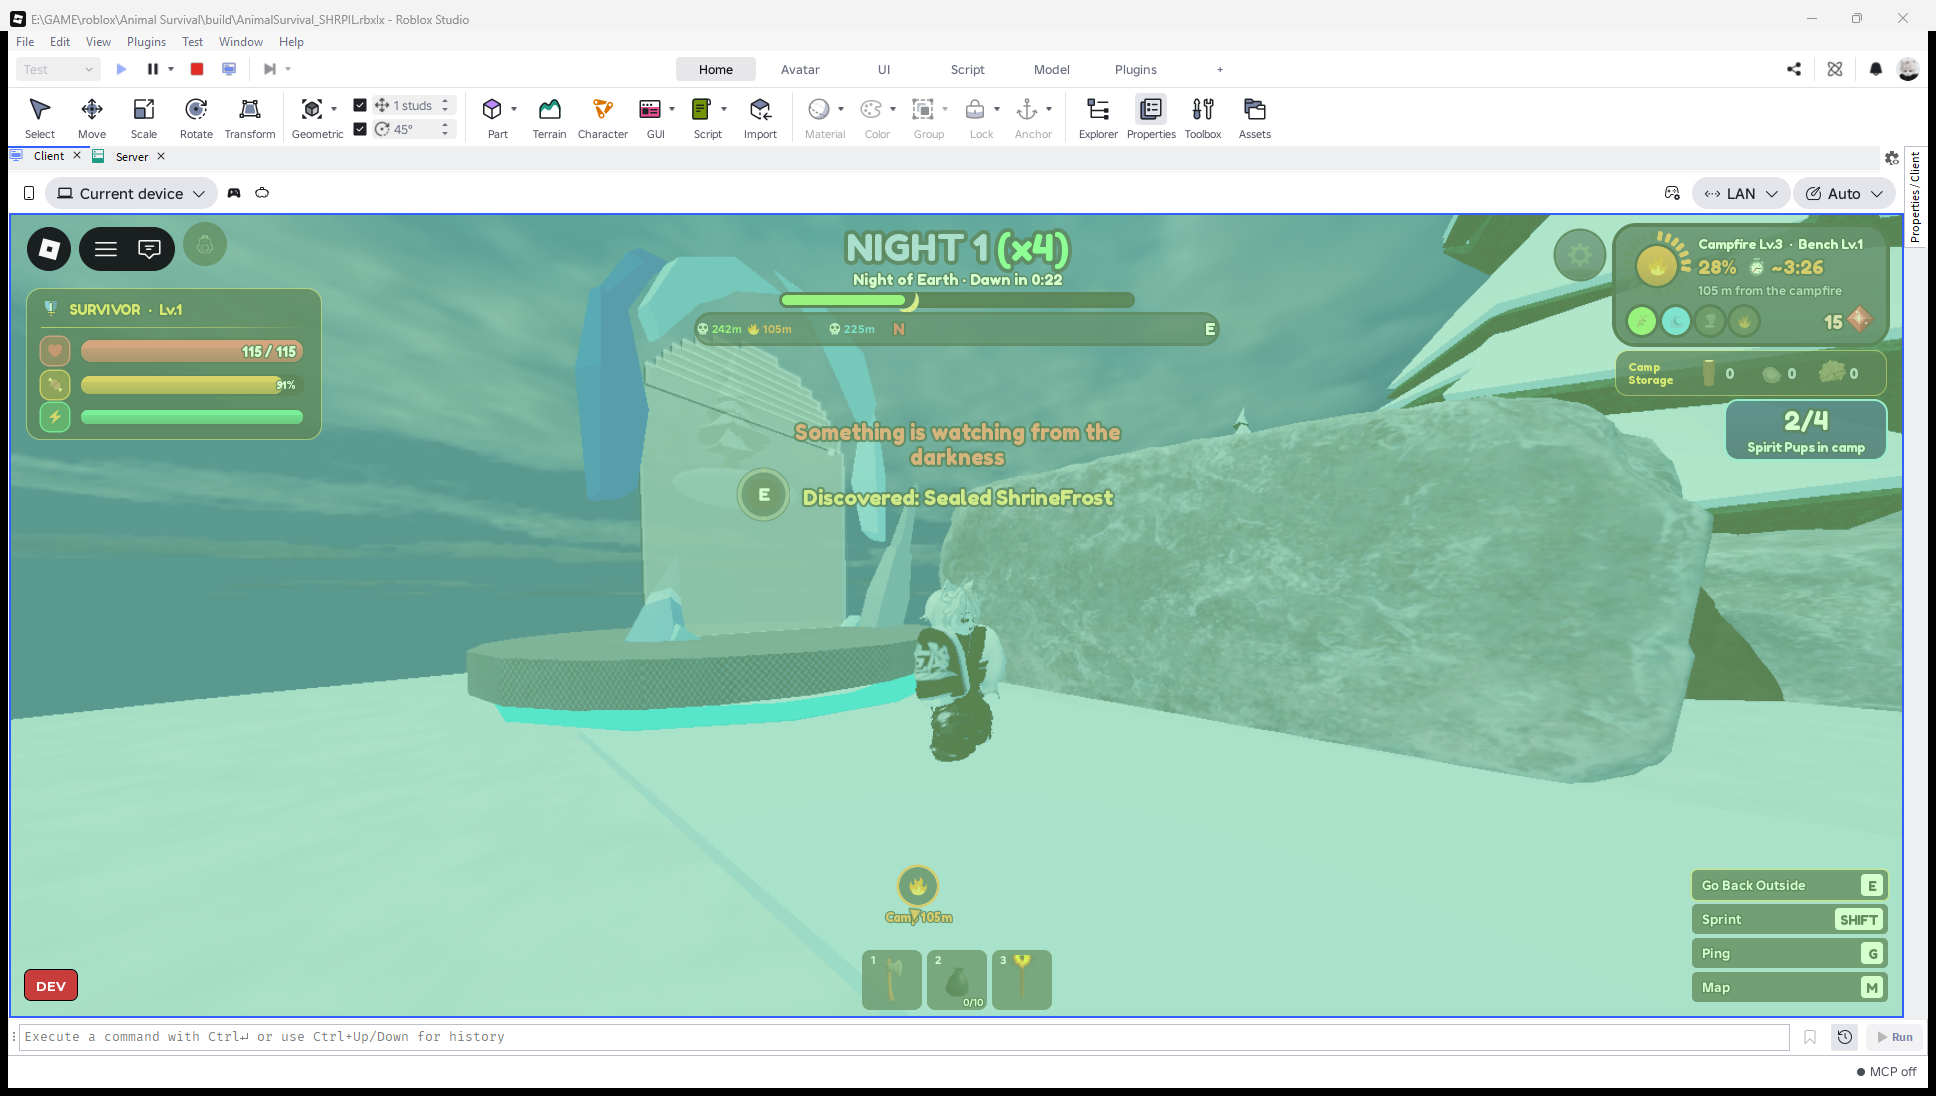 E:\GAME\roblox\Animal Survival\build\AnimalSurvival_SHRPIL.rbxlx - Roblox Studio
File Edit View Plugins Test Window Help
Test
Home Avatar UI Script Model Plugins +
1 studs
45°
Select Move Scale Rotate Transform Geometric Part Terrain Character GUI Script Import Material Color Group Lock Anchor Explorer Properties Toolbox Assets
Client Server
Properties / Client
Current device
LAN
Auto
NIGHT 1 (x4)
Night of Earth · Dawn in 0:22
242m 105m 225m N E
SURVIVOR · Lv.1
115 / 115
91%
Campfire Lv.3 · Bench Lv.1
28% ~3:26
105 m from the campfire
15
Camp
Storage
0 0 0
2/4
Spirit Pups in camp
Something is watching from the
darkness
E Discovered: Sealed ShrineFrost
Camp 105m
1 2 3
0/10
Go Back Outside E
Sprint SHIFT
Ping G
Map M
DEV
Execute a command with Ctrl↵ or use Ctrl+Up/Down for history
Run
MCP off